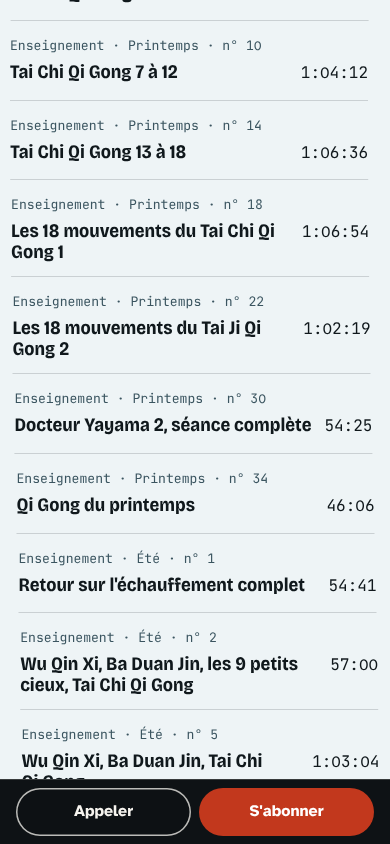 Enseignement · Printemps · n° 10
Tai Chi Qi Gong 7 à 12 1:04:12
Enseignement · Printemps · n° 14
Tai Chi Qi Gong 13 à 18 1:06:36
Enseignement · Printemps · n° 18
Les 18 mouvements du Tai Chi Qi 1:06:54
Gong 1
Enseignement · Printemps · n° 22
Les 18 mouvements du Tai Ji Qi 1:02:19
Gong 2
Enseignement · Printemps · n° 30
Docteur Yayama 2, séance complète 54:25
Enseignement · Printemps · n° 34
Qi Gong du printemps 46:06
Enseignement · Été · n° 1
Retour sur l'échauffement complet 54:41
Enseignement · Été · n° 2
Wu Qin Xi, Ba Duan Jin, les 9 petits 57:00
cieux, Tai Chi Qi Gong
Enseignement · Été · n° 5
Wu Qin Xi, Ba Duan Jin, Tai Chi 1:03:04
Qi Gong
Appeler S'abonner